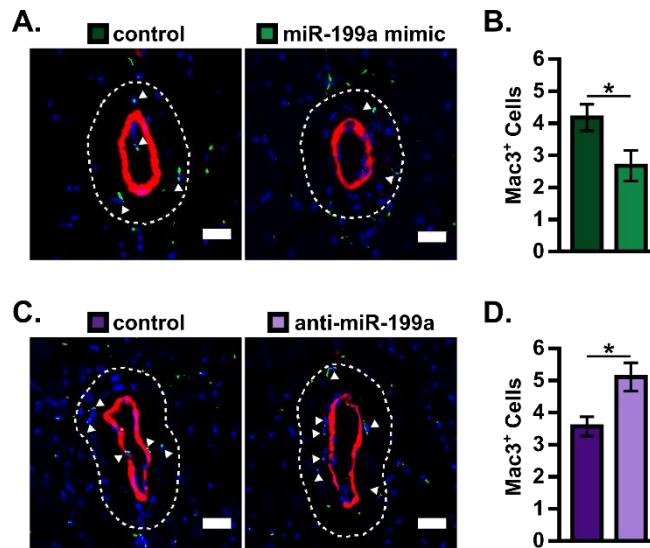 A.
control
miR-199a mimic
B.
Mac3⁺ Cells
6
5
4
3
2
1
0
*
C.
control
anti-miR-199a
D.
Mac3⁺ Cells
6
5
4
3
2
1
0
*